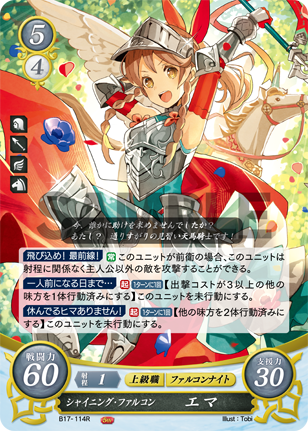 5
4
SAMPLE
今、誰かに助けを求めませんでしたか?
あたし? 通りすがりの見習い天馬騎士です!!
飛び込め! 最前線! 常 このユニットが前衛の場合、このユニットは
射程に関係なく主人公以外の敵を攻撃することができる。
一人前になる日まで… 起 1ターン1回 【出撃コストが3以上の他の
味方を1体行動済みにする】このユニットを未行動にする。
休んでるヒマありません! 起 1ターン1回 【他の味方を2体行動済みに
する】このユニットを未行動にする。
戦闘力
60
射程 1
上級職 ファルコンナイト
支援力
30
シャイニング・ファルコン エマ
B17-114R
Illust : Tobi